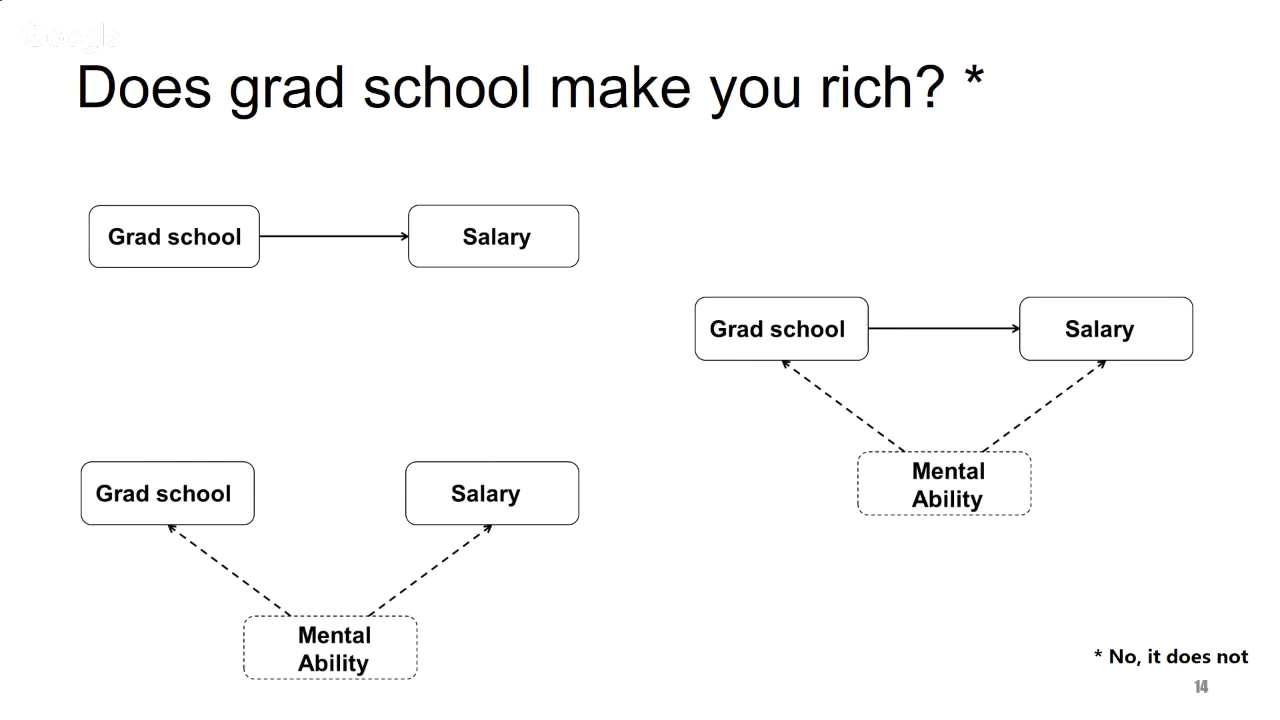 Google
Does grad school make you rich? *
Grad school
Salary
Grad school
Salary
Mental
Ability
Grad school
Salary
Mental
Ability
* No, it does not
14